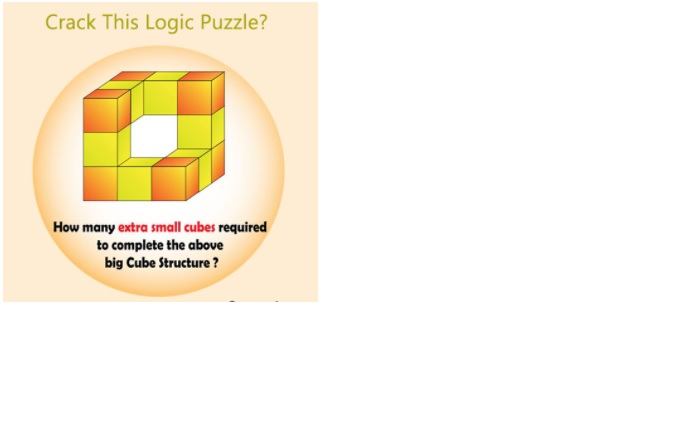 Crack This Logic Puzzle?
How many extra small cubes required
to complete the above
big Cube Structure ?